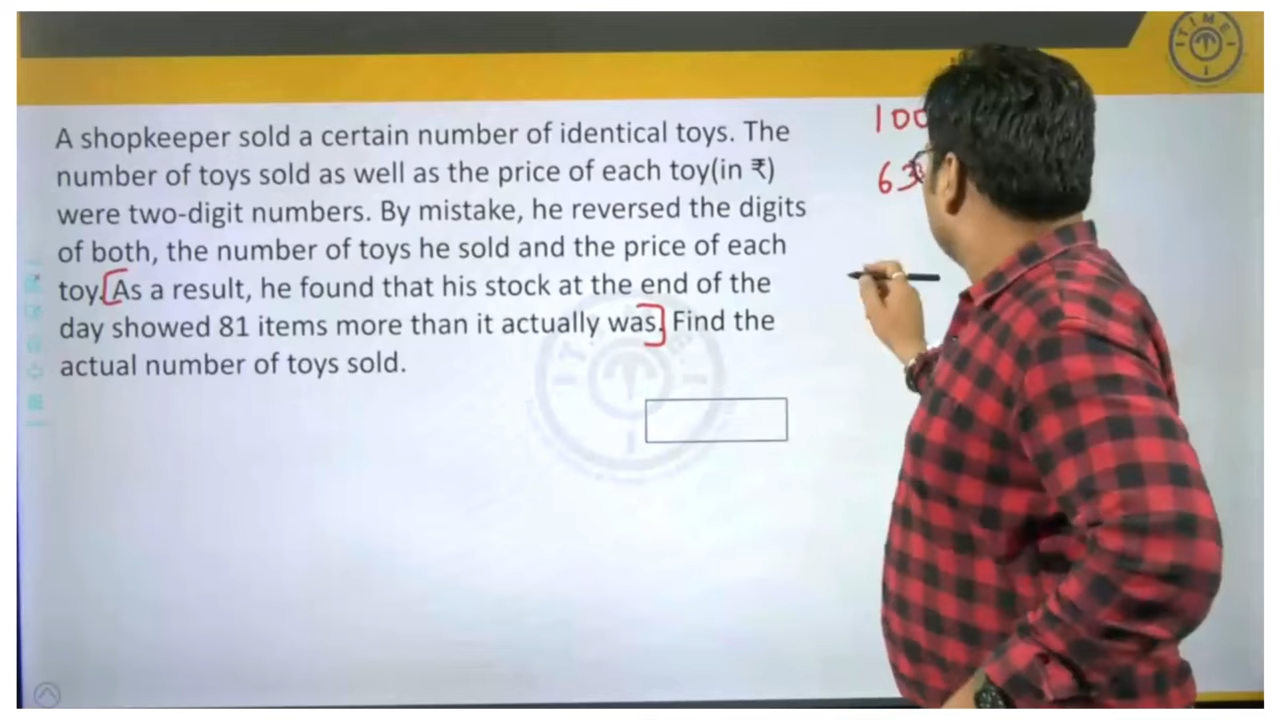 A shopkeeper sold a certain number of identical toys. The
number of toys sold as well as the price of each toy(in ₹)
were two-digit numbers. By mistake, he reversed the digits
of both, the number of toys he sold and the price of each
toy.[As a result, he found that his stock at the end of the
day showed 81 items more than it actually was.] Find the
actual number of toys sold.
100
63
TIME